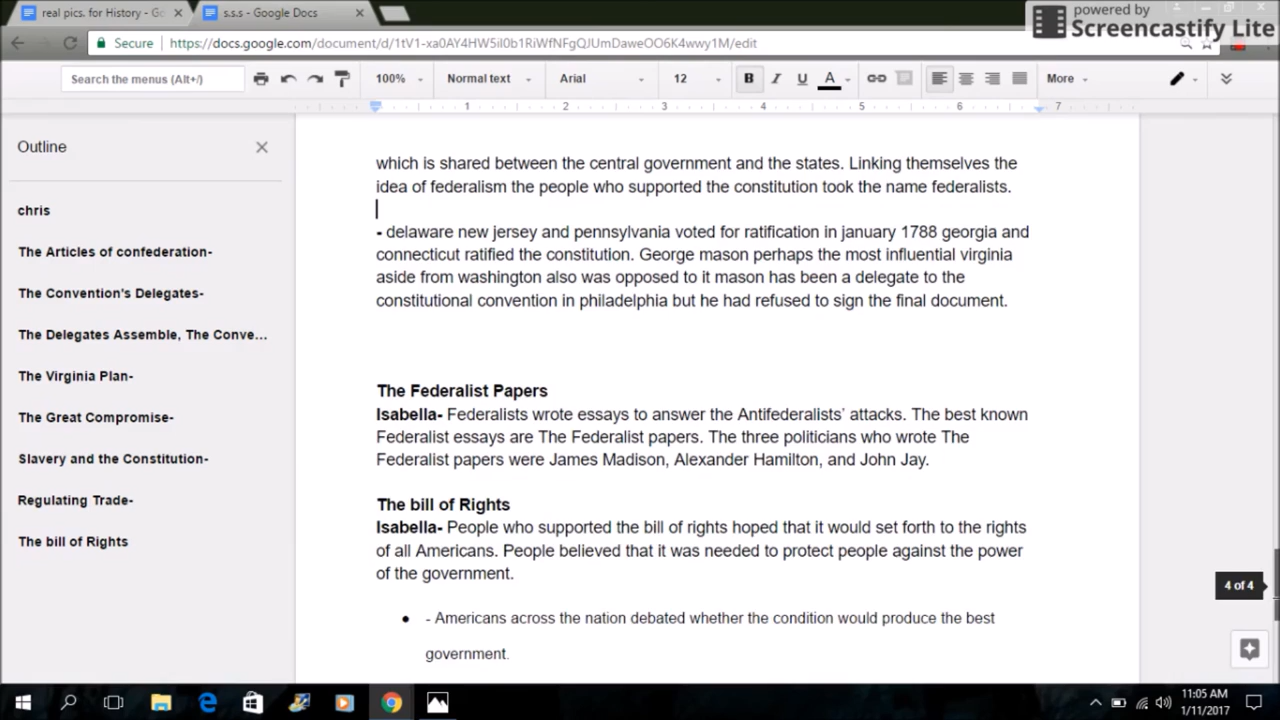 real pics. for History - Go
s.s.s - Google Docs
powered by
Screencastify Lite
Secure
https://docs.google.com/document/d/1tV1-xa0AY4HW5il0b1RiWfNFgQJUmDaweOO6K4wwy1M/edit
Search the menus (Alt+/)
100%
Normal text
Arial
12
B
I
U
A
More
1
2
3
4
5
6
7
Outline
chris
The Articles of confederation-
The Convention's Delegates-
The Delegates Assemble, The Conve...
The Virginia Plan-
The Great Compromise-
Slavery and the Constitution-
Regulating Trade-
The bill of Rights
which is shared between the central government and the states. Linking themselves the
idea of federalism the people who supported the constitution took the name federalists.
- delaware new jersey and pennsylvania voted for ratification in january 1788 georgia and
connecticut ratified the constitution. George mason perhaps the most influential virginia
aside from washington also was opposed to it mason has been a delegate to the
constitutional convention in philadelphia but he had refused to sign the final document.
The Federalist Papers
Isabella- Federalists wrote essays to answer the Antifederalists' attacks. The best known
Federalist essays are The Federalist papers. The three politicians who wrote The
Federalist papers were James Madison, Alexander Hamilton, and John Jay.
The bill of Rights
Isabella- People who supported the bill of rights hoped that it would set forth to the rights
of all Americans. People believed that it was needed to protect people against the power
of the government.
- Americans across the nation debated whether the condition would produce the best
government.
4 of 4
11:05 AM
1/11/2017